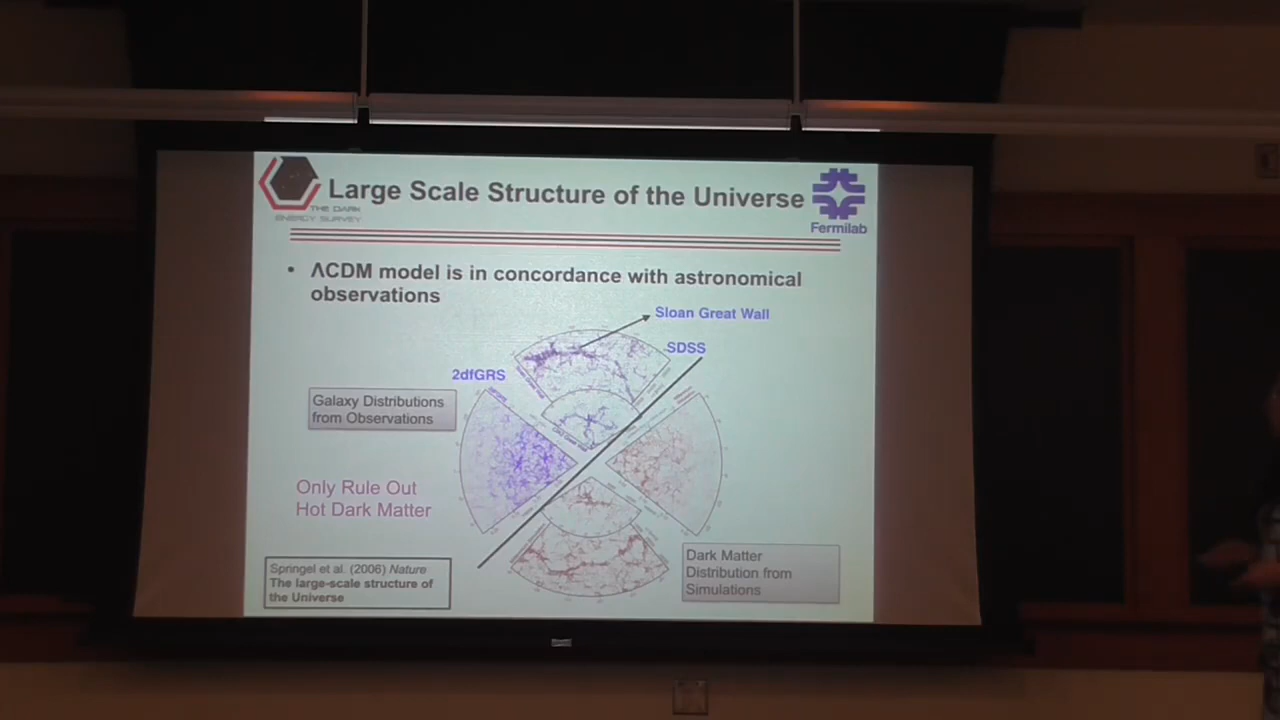 Large Scale Structure of the Universe
THE DARK
ENERGY SURVEY
Fermilab
• ΛCDM model is in concordance with astronomical
observations
Sloan Great Wall
SDSS
2dfGRS
Galaxy Distributions
from Observations
Only Rule Out
Hot Dark Matter
Springel et al. (2006) Nature
The large-scale structure of
the Universe
Dark Matter
Distribution from
Simulations